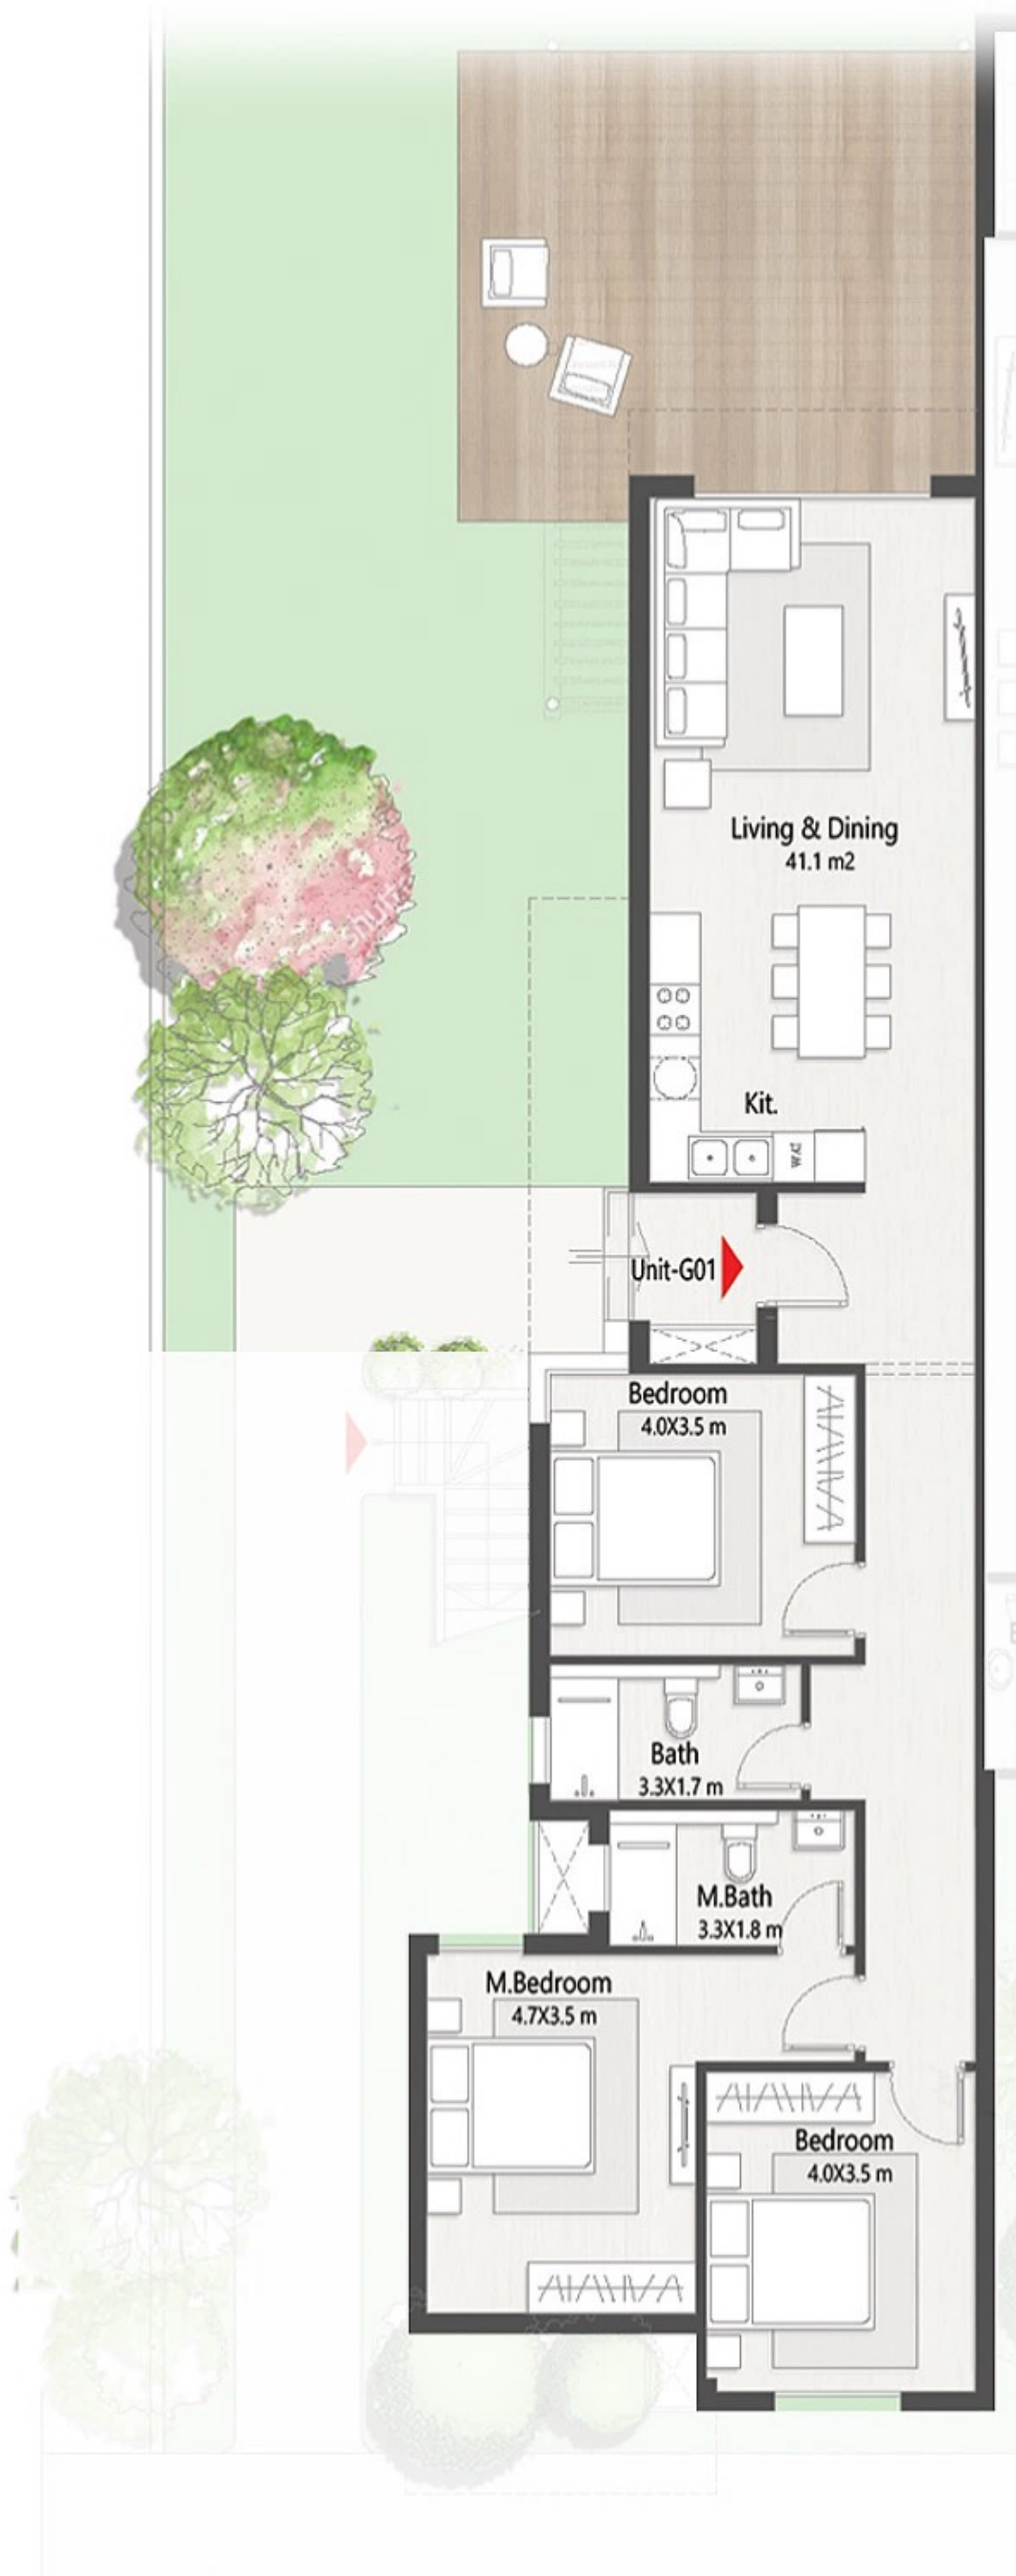 Living & Dining
41.1 m2
Kit.
Unit-G01
Bedroom
4.0X3.5 m
Bath
3.3X1.7 m
M.Bath
3.3X1.8 m
M.Bedroom
4.7X3.5 m
Bedroom
4.0X3.5 m